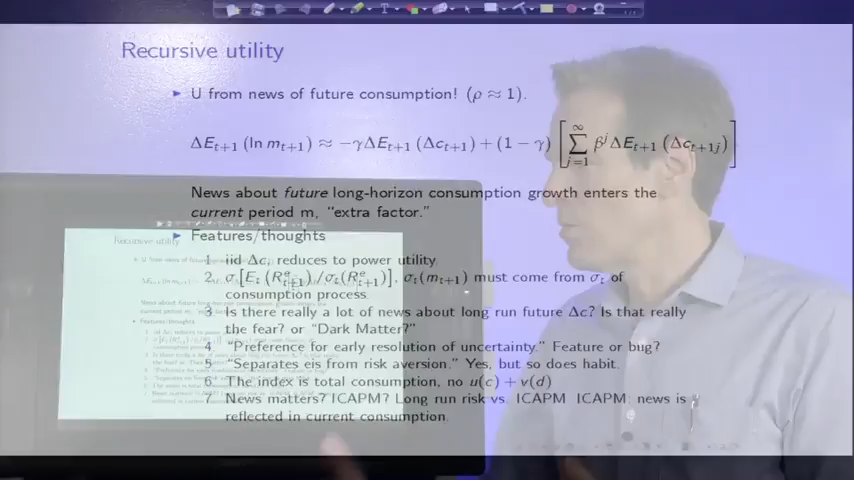 Recursive utility
► U from news of future consumption! (ρ ≈ 1).
ΔE_{t+1} (ln m_{t+1}) ≈ −γΔE_{t+1} (Δc_{t+1}) + (1 − γ) [∑_{j=1}^{∞} β^j ΔE_{t+1} (Δc_{t+1j})]
News about future long-horizon consumption growth enters the
current period m, "extra factor."
► Features/thoughts
1 iid Δc, reduces to power utility
2 σ[E_t (R^e_{t+1})/σ_t(R^e_{t+1})], σ_t(m_{t+1}) must come from σ_t of
consumption process
3 Is there really a lot of news about long run future Δc? Is that really
the fear? or "Dark Matter?"
4 "Preference for early resolution of uncertainty." Feature or bug?
5 "Separates eis from risk aversion." Yes, but so does habit.
6 The index is total consumption, no u(c) + v(d)
7 News matters? ICAPM? Long run risk vs. ICAPM ICAPM, news is
reflected in current consumption
Recursive utility